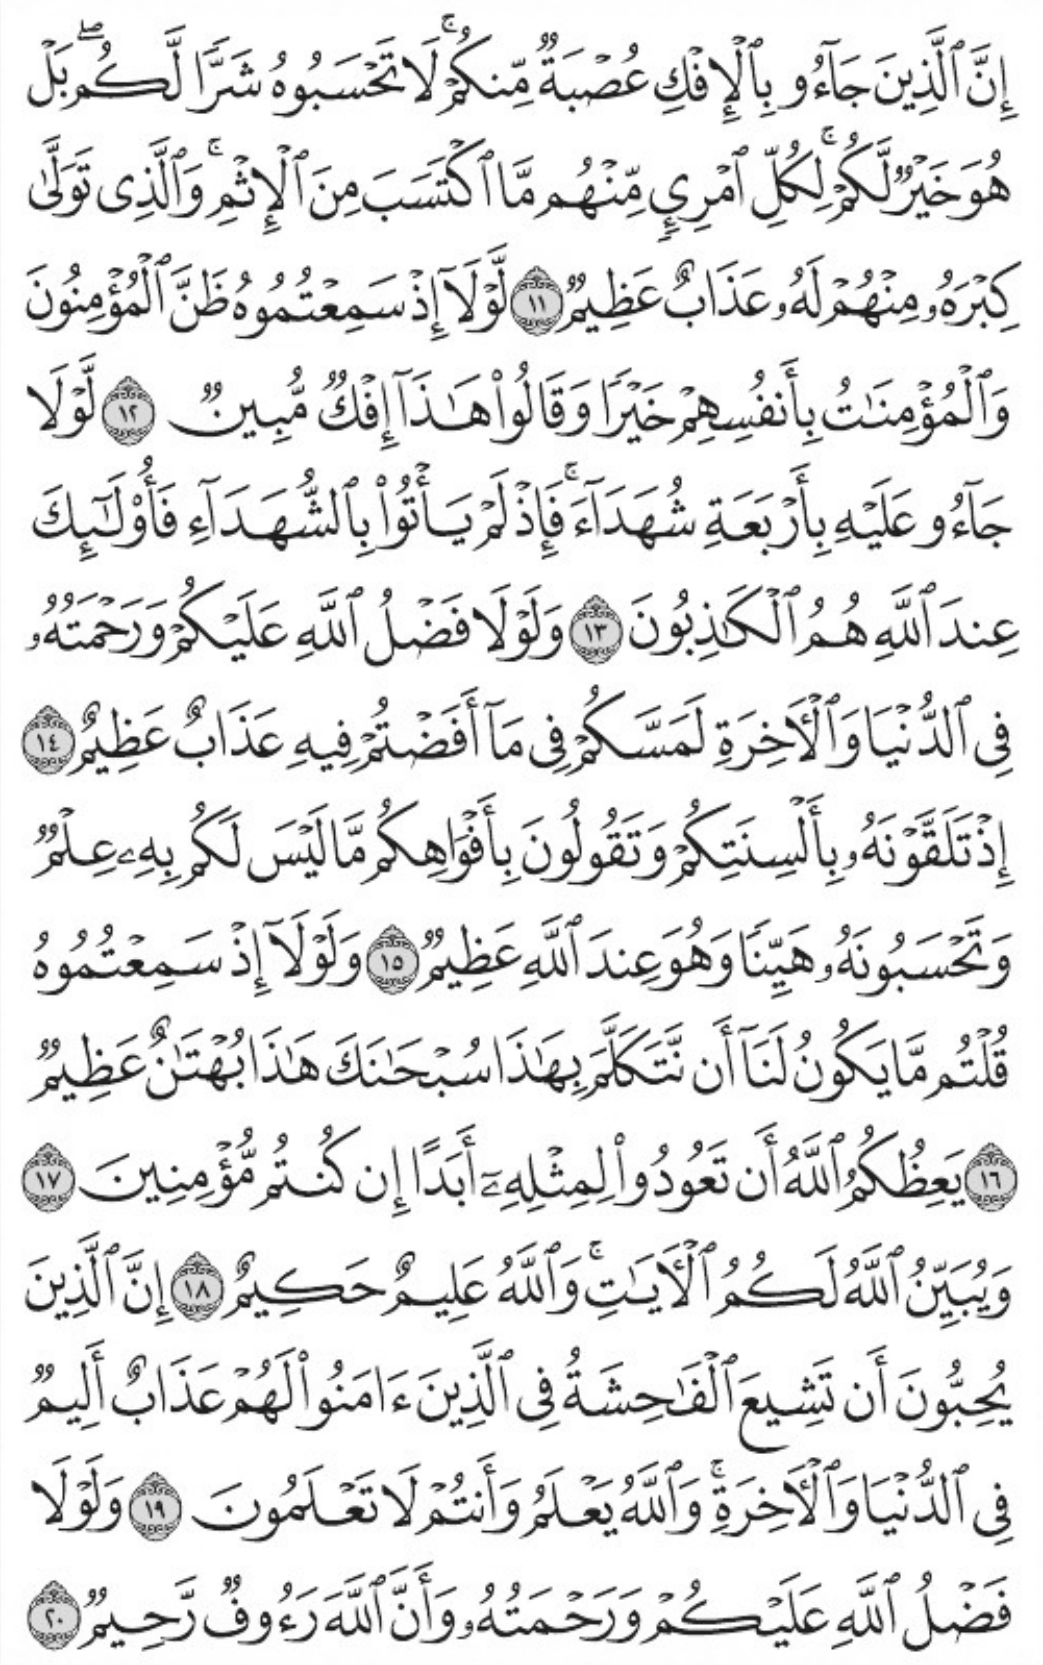 إِنَّ ٱلَّذِينَ جَآءُو بِٱلْإِفْكِ عُصْبَةٌ مِّنكُمْ ۚ لَا تَحْسَبُوهُ شَرًّا لَّكُم ۖ بَلْ
هُوَ خَيْرٌ لَّكُمْ ۚ لِكُلِّ ٱمْرِئٍ مِّنْهُم مَّا ٱكْتَسَبَ مِنَ ٱلْإِثْمِ ۚ وَٱلَّذِى تَوَلَّىٰ
كِبْرَهُۥ مِنْهُمْ لَهُۥ عَذَابٌ عَظِيمٌ ١١ لَّوْلَآ إِذْ سَمِعْتُمُوهُ ظَنَّ ٱلْمُؤْمِنُونَ
وَٱلْمُؤْمِنَٰتُ بِأَنفُسِهِمْ خَيْرًا وَقَالُوا۟ هَٰذَآ إِفْكٌ مُّبِينٌ ١٢ لَّوْلَا
جَآءُو عَلَيْهِ بِأَرْبَعَةِ شُهَدَآءَ ۚ فَإِذْ لَمْ يَأْتُوا۟ بِٱلشُّهَدَآءِ فَأُو۟لَٰٓئِكَ
عِندَ ٱللَّهِ هُمُ ٱلْكَٰذِبُونَ ١٣ وَلَوْلَا فَضْلُ ٱللَّهِ عَلَيْكُمْ وَرَحْمَتُهُۥ
فِى ٱلدُّنْيَا وَٱلْءَاخِرَةِ لَمَسَّكُمْ فِى مَآ أَفَضْتُمْ فِيهِ عَذَابٌ عَظِيمٌ ١٤
إِذْ تَلَقَّوْنَهُۥ بِأَلْسِنَتِكُمْ وَتَقُولُونَ بِأَفْوَاهِكُم مَّا لَيْسَ لَكُم بِهِۦ عِلْمٌ
وَتَحْسَبُونَهُۥ هَيِّنًا وَهُوَ عِندَ ٱللَّهِ عَظِيمٌ ١٥ وَلَوْلَآ إِذْ سَمِعْتُمُوهُ
قُلْتُم مَّا يَكُونُ لَنَآ أَن نَّتَكَلَّمَ بِهَٰذَا سُبْحَٰنَكَ هَٰذَا بُهْتَٰنٌ عَظِيمٌ
١٦ يَعِظُكُمُ ٱللَّهُ أَن تَعُودُوا۟ لِمِثْلِهِۦٓ أَبَدًا إِن كُنتُم مُّؤْمِنِينَ ١٧
وَيُبَيِّنُ ٱللَّهُ لَكُمُ ٱلْءَايَٰتِ ۚ وَٱللَّهُ عَلِيمٌ حَكِيمٌ ١٨ إِنَّ ٱلَّذِينَ
يُحِبُّونَ أَن تَشِيعَ ٱلْفَٰحِشَةُ فِى ٱلَّذِينَ ءَامَنُوا۟ لَهُمْ عَذَابٌ أَلِيمٌ
فِى ٱلدُّنْيَا وَٱلْءَاخِرَةِ ۚ وَٱللَّهُ يَعْلَمُ وَأَنتُمْ لَا تَعْلَمُونَ ١٩ وَلَوْلَا
فَضْلُ ٱللَّهِ عَلَيْكُمْ وَرَحْمَتُهُۥ وَأَنَّ ٱللَّهَ رَءُوفٌ رَّحِيمٌ ٢٠